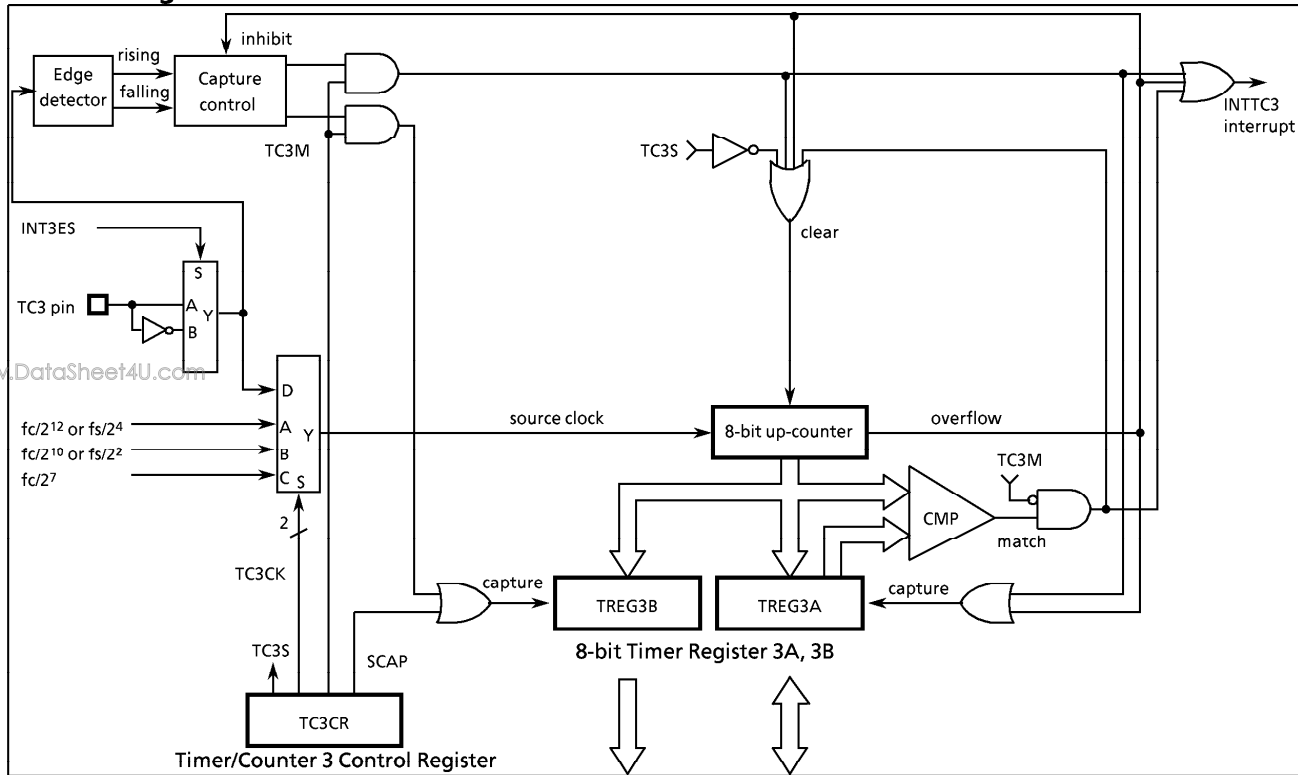 inhibit
rising
falling
Edge
detector
Capture
control
TC3M
TC3S
INTTC3
interrupt
clear
INT3ES
S
TC3 pin
A
Y
B
w.DataSheet4U.com
D
fc/2¹² or fs/2⁴
A
Y
fc/2¹⁰ or fs/2²
B
fc/2⁷
C
S
source clock
8-bit up-counter
overflow
TC3M
CMP
match
2
TC3CK
capture
TREG3B
TREG3A
capture
8-bit Timer Register 3A, 3B
TC3S
SCAP
TC3CR
Timer/Counter 3 Control Register